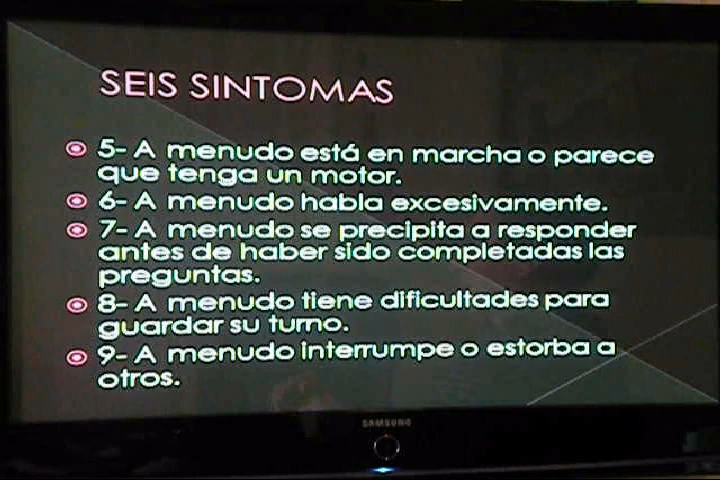 SEIS SINTOMAS
5- A menudo está en marcha o parece
que tenga un motor.
6- A menudo habla excesivamente.
7- A menudo se precipita a responder
antes de haber sido completadas las
preguntas.
8- A menudo tiene dificultades para
guardar su turno.
9- A menudo interrumpe o estorba a
otros.
SAMSUNG